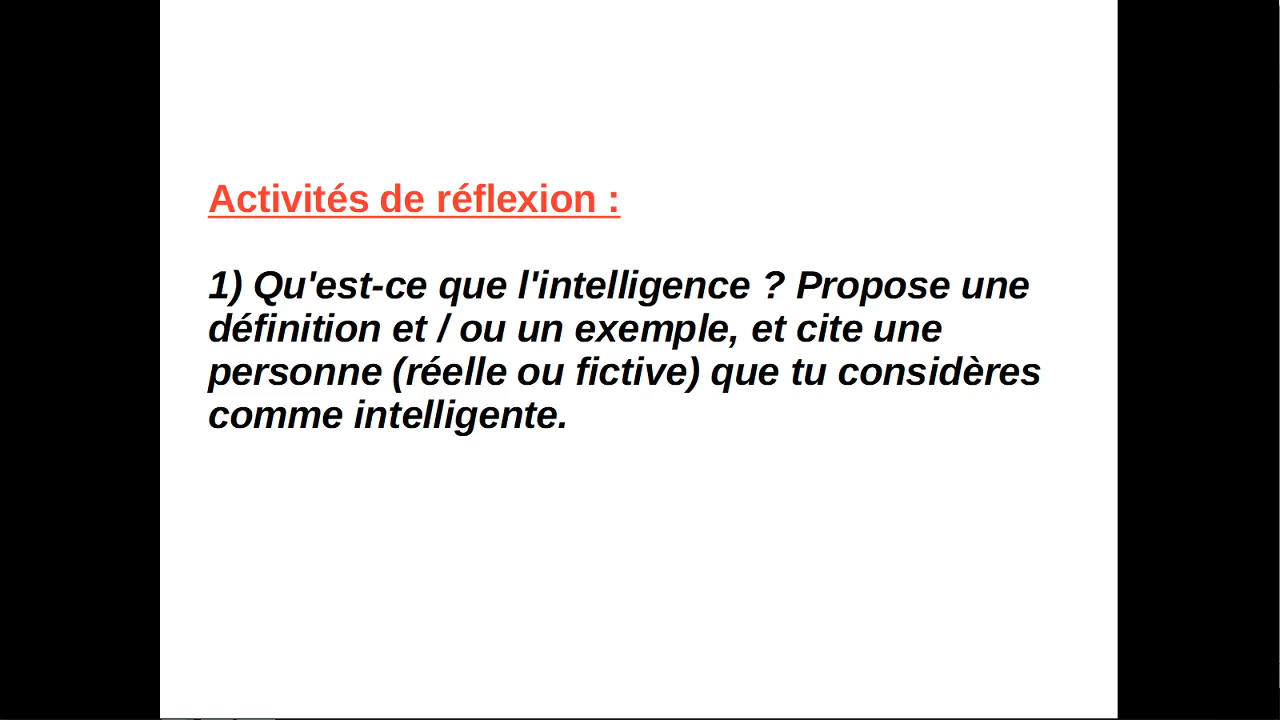 Activités de réflexion :
1) Qu'est-ce que l'intelligence ? Propose une
définition et / ou un exemple, et cite une
personne (réelle ou fictive) que tu considères
comme intelligente.